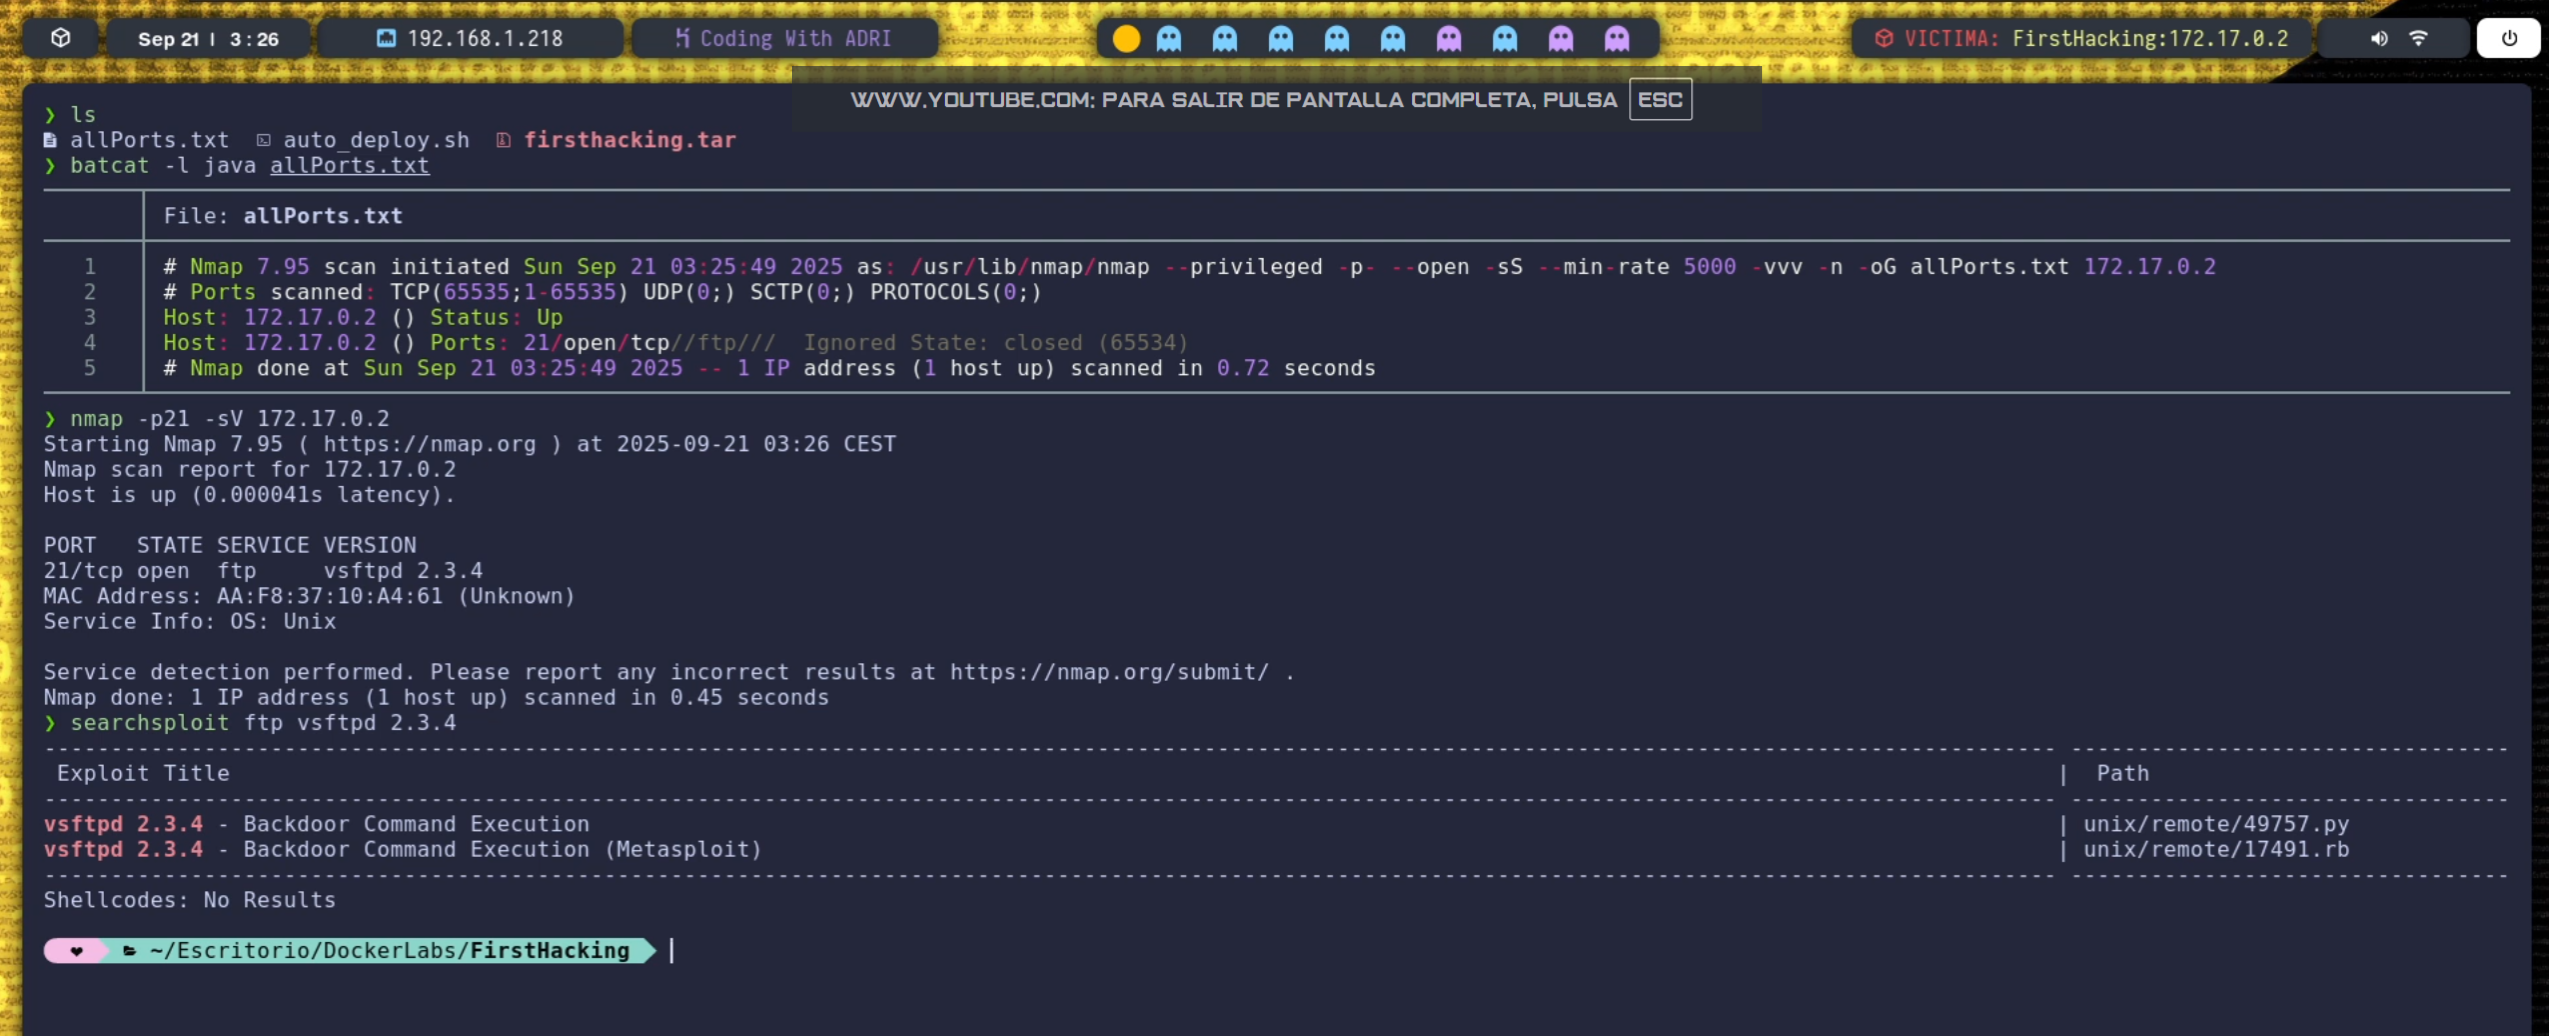 Sep 21 | 3:26
192.168.1.218
Coding With ADRI
VICTIMA: FirstHacking:172.17.0.2
WWW.YOUTUBE.COM: PARA SALIR DE PANTALLA COMPLETA, PULSA ESC
❯ ls
allPorts.txt auto_deploy.sh firsthacking.tar
❯ batcat -l java allPorts.txt
File: allPorts.txt
1 # Nmap 7.95 scan initiated Sun Sep 21 03:25:49 2025 as: /usr/lib/nmap/nmap --privileged -p- --open -sS --min-rate 5000 -vvv -n -oG allPorts.txt 172.17.0.2
2 # Ports scanned: TCP(65535;1-65535) UDP(0;) SCTP(0;) PROTOCOLS(0;)
3 Host: 172.17.0.2 () Status: Up
4 Host: 172.17.0.2 () Ports: 21/open/tcp//ftp/// Ignored State: closed (65534)
5 # Nmap done at Sun Sep 21 03:25:49 2025 -- 1 IP address (1 host up) scanned in 0.72 seconds
❯ nmap -p21 -sV 172.17.0.2
Starting Nmap 7.95 ( https://nmap.org ) at 2025-09-21 03:26 CEST
Nmap scan report for 172.17.0.2
Host is up (0.000041s latency).
PORT STATE SERVICE VERSION
21/tcp open ftp vsftpd 2.3.4
MAC Address: AA:F8:37:10:A4:61 (Unknown)
Service Info: OS: Unix
Service detection performed. Please report any incorrect results at https://nmap.org/submit/ .
Nmap done: 1 IP address (1 host up) scanned in 0.45 seconds
❯ searchsploit ftp vsftpd 2.3.4
Exploit Title | Path
vsftpd 2.3.4 - Backdoor Command Execution | unix/remote/49757.py
vsftpd 2.3.4 - Backdoor Command Execution (Metasploit) | unix/remote/17491.rb
Shellcodes: No Results
~/Escritorio/DockerLabs/FirstHacking